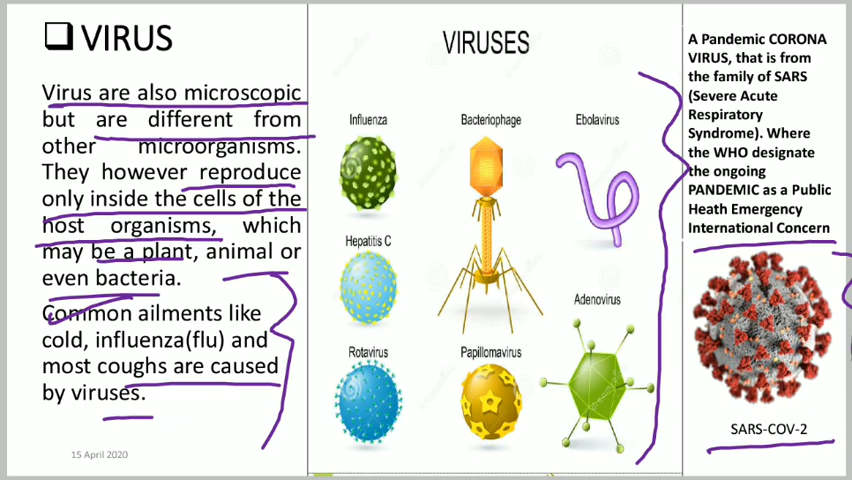 VIRUS
Virus are also microscopic
but are different from
other microorganisms.
They however reproduce
only inside the cells of the
host organisms, which
may be a plant, animal or
even bacteria.
Common ailments like
cold, influenza(flu) and
most coughs are caused
by viruses.
15 April 2020
VIRUSES
Influenza
Bacteriophage
Ebolavirus
Hepatitis C
Adenovirus
Rotavirus
Papillomavirus
A Pandemic CORONA
VIRUS, that is from
the family of SARS
(Severe Acute
Respiratory
Syndrome). Where
the WHO designate
the ongoing
PANDEMIC as a Public
Heath Emergency
International Concern
SARS-COV-2